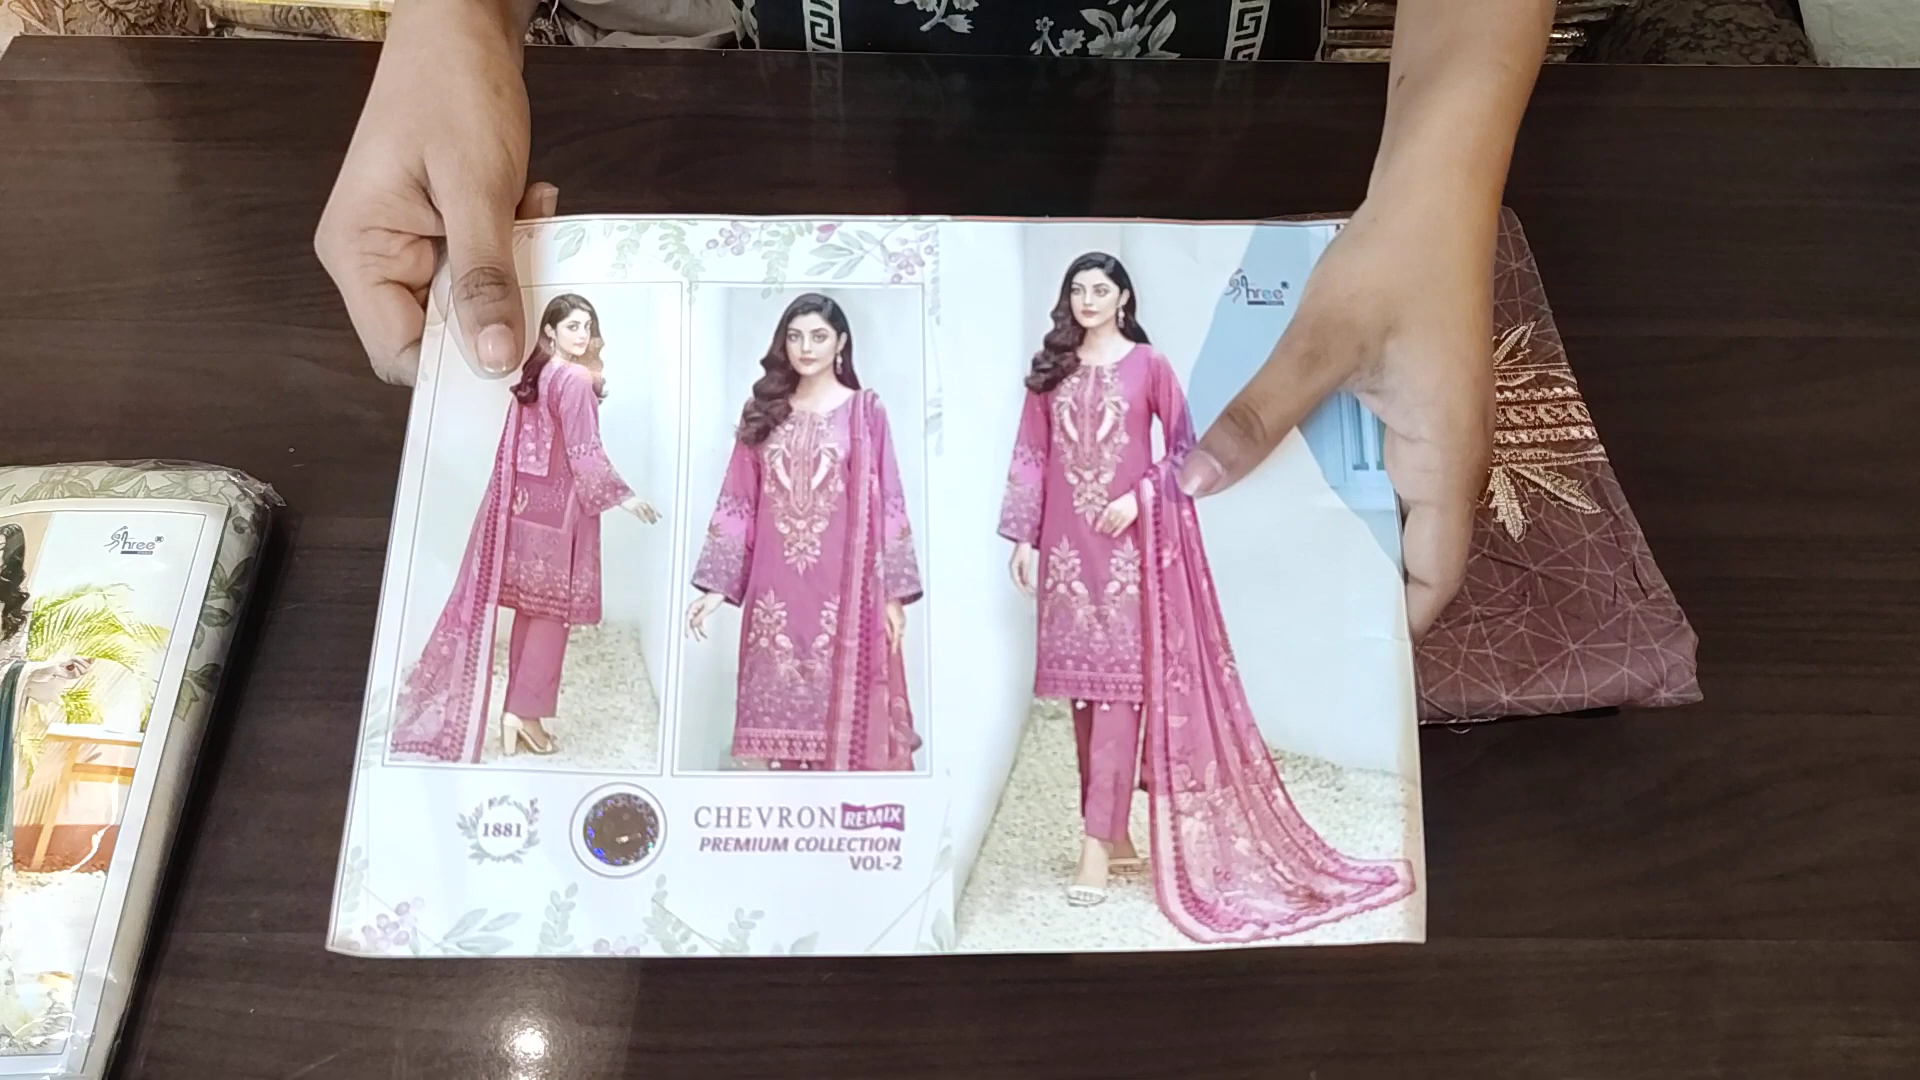 Shree®
1881
CHEVRON REMIX
PREMIUM COLLECTION
VOL-2
Shree®